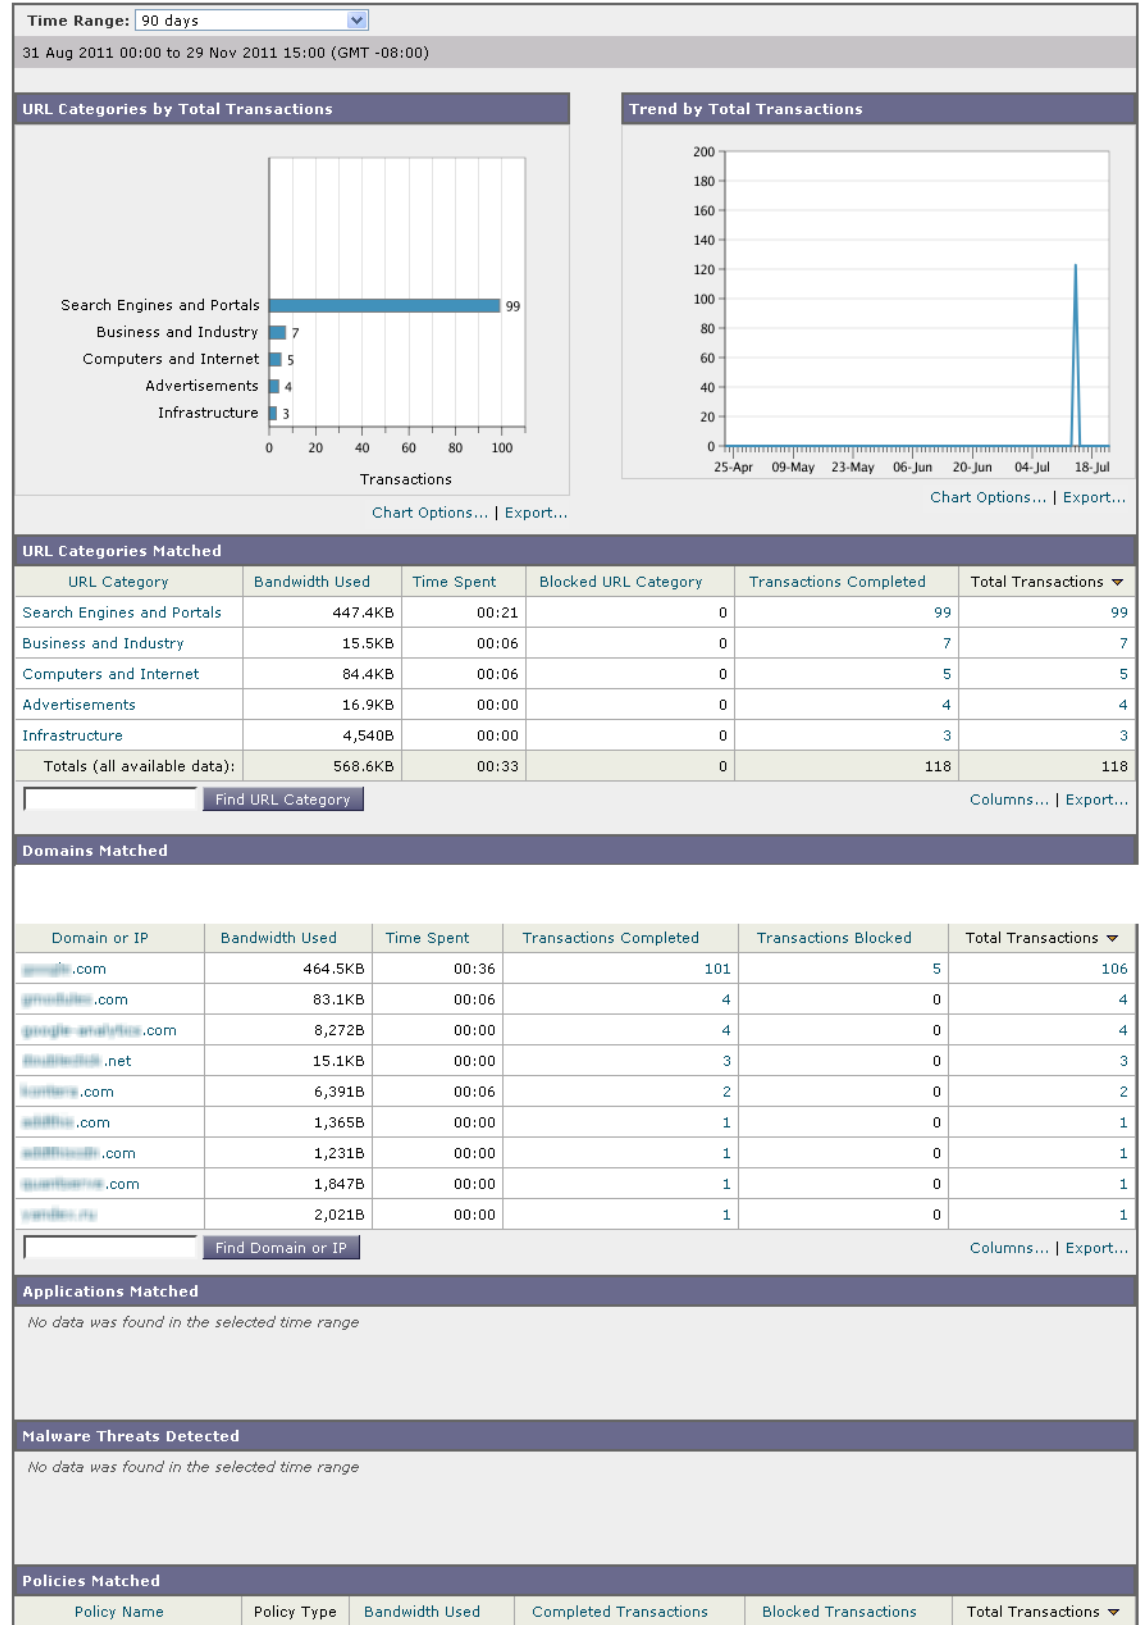 Time Range: 90 days
31 Aug 2011 00:00 to 29 Nov 2011 15:00 (GMT -08:00)
URL Categories by Total Transactions
Search Engines and Portals 99
Business and Industry 7
Computers and Internet 5
Advertisements 4
Infrastructure 3
0 20 40 60 80 100
Transactions
Chart Options... | Export...
Trend by Total Transactions
200
180
160
140
120
100
80
60
40
20
0
25-Apr 09-May 23-May 06-Jun 20-Jun 04-Jul 18-Jul
Chart Options... | Export...
URL Categories Matched
URL Category Bandwidth Used Time Spent Blocked URL Category Transactions Completed Total Transactions
Search Engines and Portals 447.4KB 00:21 0 99 99
Business and Industry 15.5KB 00:06 0 7 7
Computers and Internet 84.4KB 00:06 0 5 5
Advertisements 16.9KB 00:00 0 4 4
Infrastructure 4,540B 00:00 0 3 3
Totals (all available data): 568.6KB 00:33 0 118 118
Find URL Category
Columns... | Export...
Domains Matched
Domain or IP Bandwidth Used Time Spent Transactions Completed Transactions Blocked Total Transactions
.com 464.5KB 00:36 101 5 106
.com 83.1KB 00:06 4 0 4
.com 8,272B 00:00 4 0 4
.net 15.1KB 00:00 3 0 3
.com 6,391B 00:06 2 0 2
.com 1,365B 00:00 1 0 1
.com 1,231B 00:00 1 0 1
.com 1,847B 00:00 1 0 1
2,021B 00:00 1 0 1
Find Domain or IP
Columns... | Export...
Applications Matched
No data was found in the selected time range
Malware Threats Detected
No data was found in the selected time range
Policies Matched
Policy Name Policy Type Bandwidth Used Completed Transactions Blocked Transactions Total Transactions